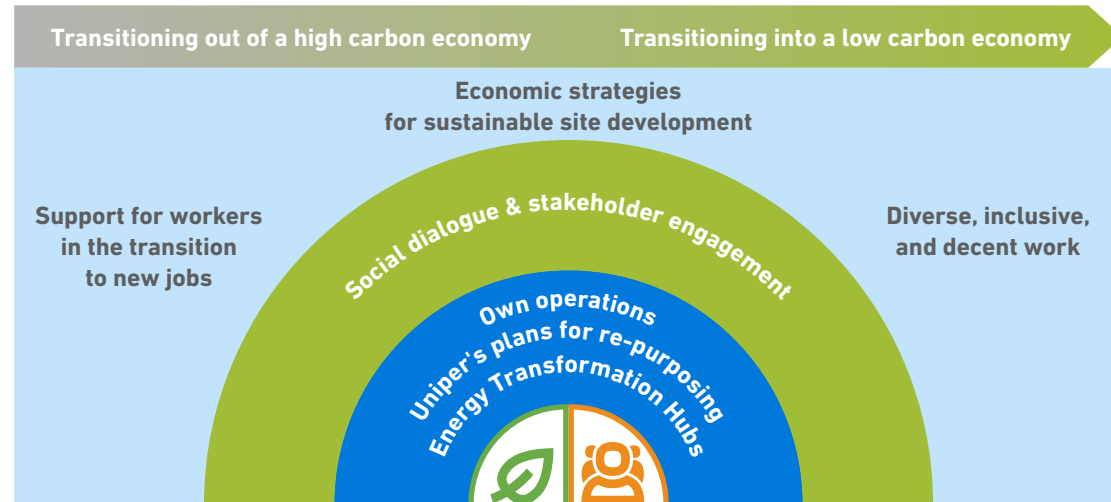 Transitioning out of a high carbon economy
Transitioning into a low carbon economy
Economic strategies
for sustainable site development
Support for workers
in the transition
to new jobs
Social dialogue & stakeholder engagement
Diverse, inclusive,
and decent work
Own operations
Uniper's plans for re-purposing
Energy Transformation Hubs